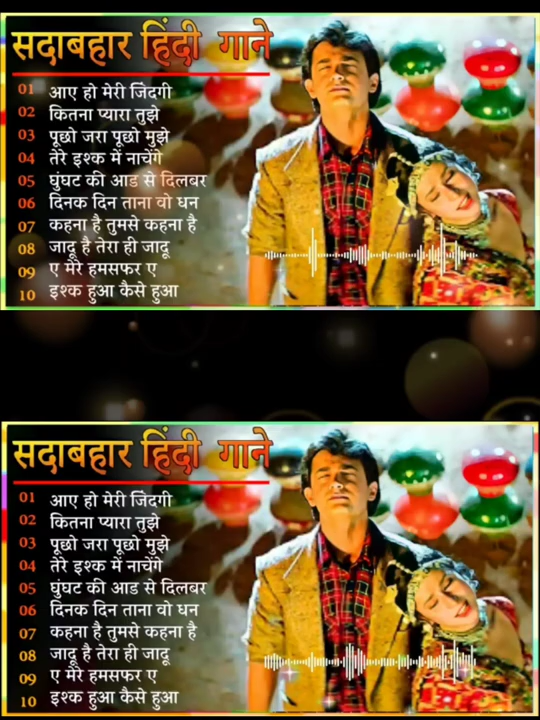 सदाबहार हिंदी गाने
01 आए हो मेरी जिंदगी
02 कितना प्यारा तुझे
03 पूछो जरा पूछो मुझे
04 तेरे इश्क में नाचेंगे
05 घुंघट की आड से दिलबर
06 दिनक दिन ताना वो धन
07 कहना है तुमसे कहना है
08 जादू है तेरा ही जादू
09 ए मेरे हमसफर ए
10 इश्क हुआ कैसे हुआ
सदाबहार हिंदी गाने
01 आए हो मेरी जिंदगी
02 कितना प्यारा तुझे
03 पूछो जरा पूछो मुझे
04 तेरे इश्क में नाचेंगे
05 घुंघट की आड से दिलबर
06 दिनक दिन ताना वो धन
07 कहना है तुमसे कहना है
08 जादू है तेरा ही जादू
09 ए मेरे हमसफर ए
10 इश्क हुआ कैसे हुआ